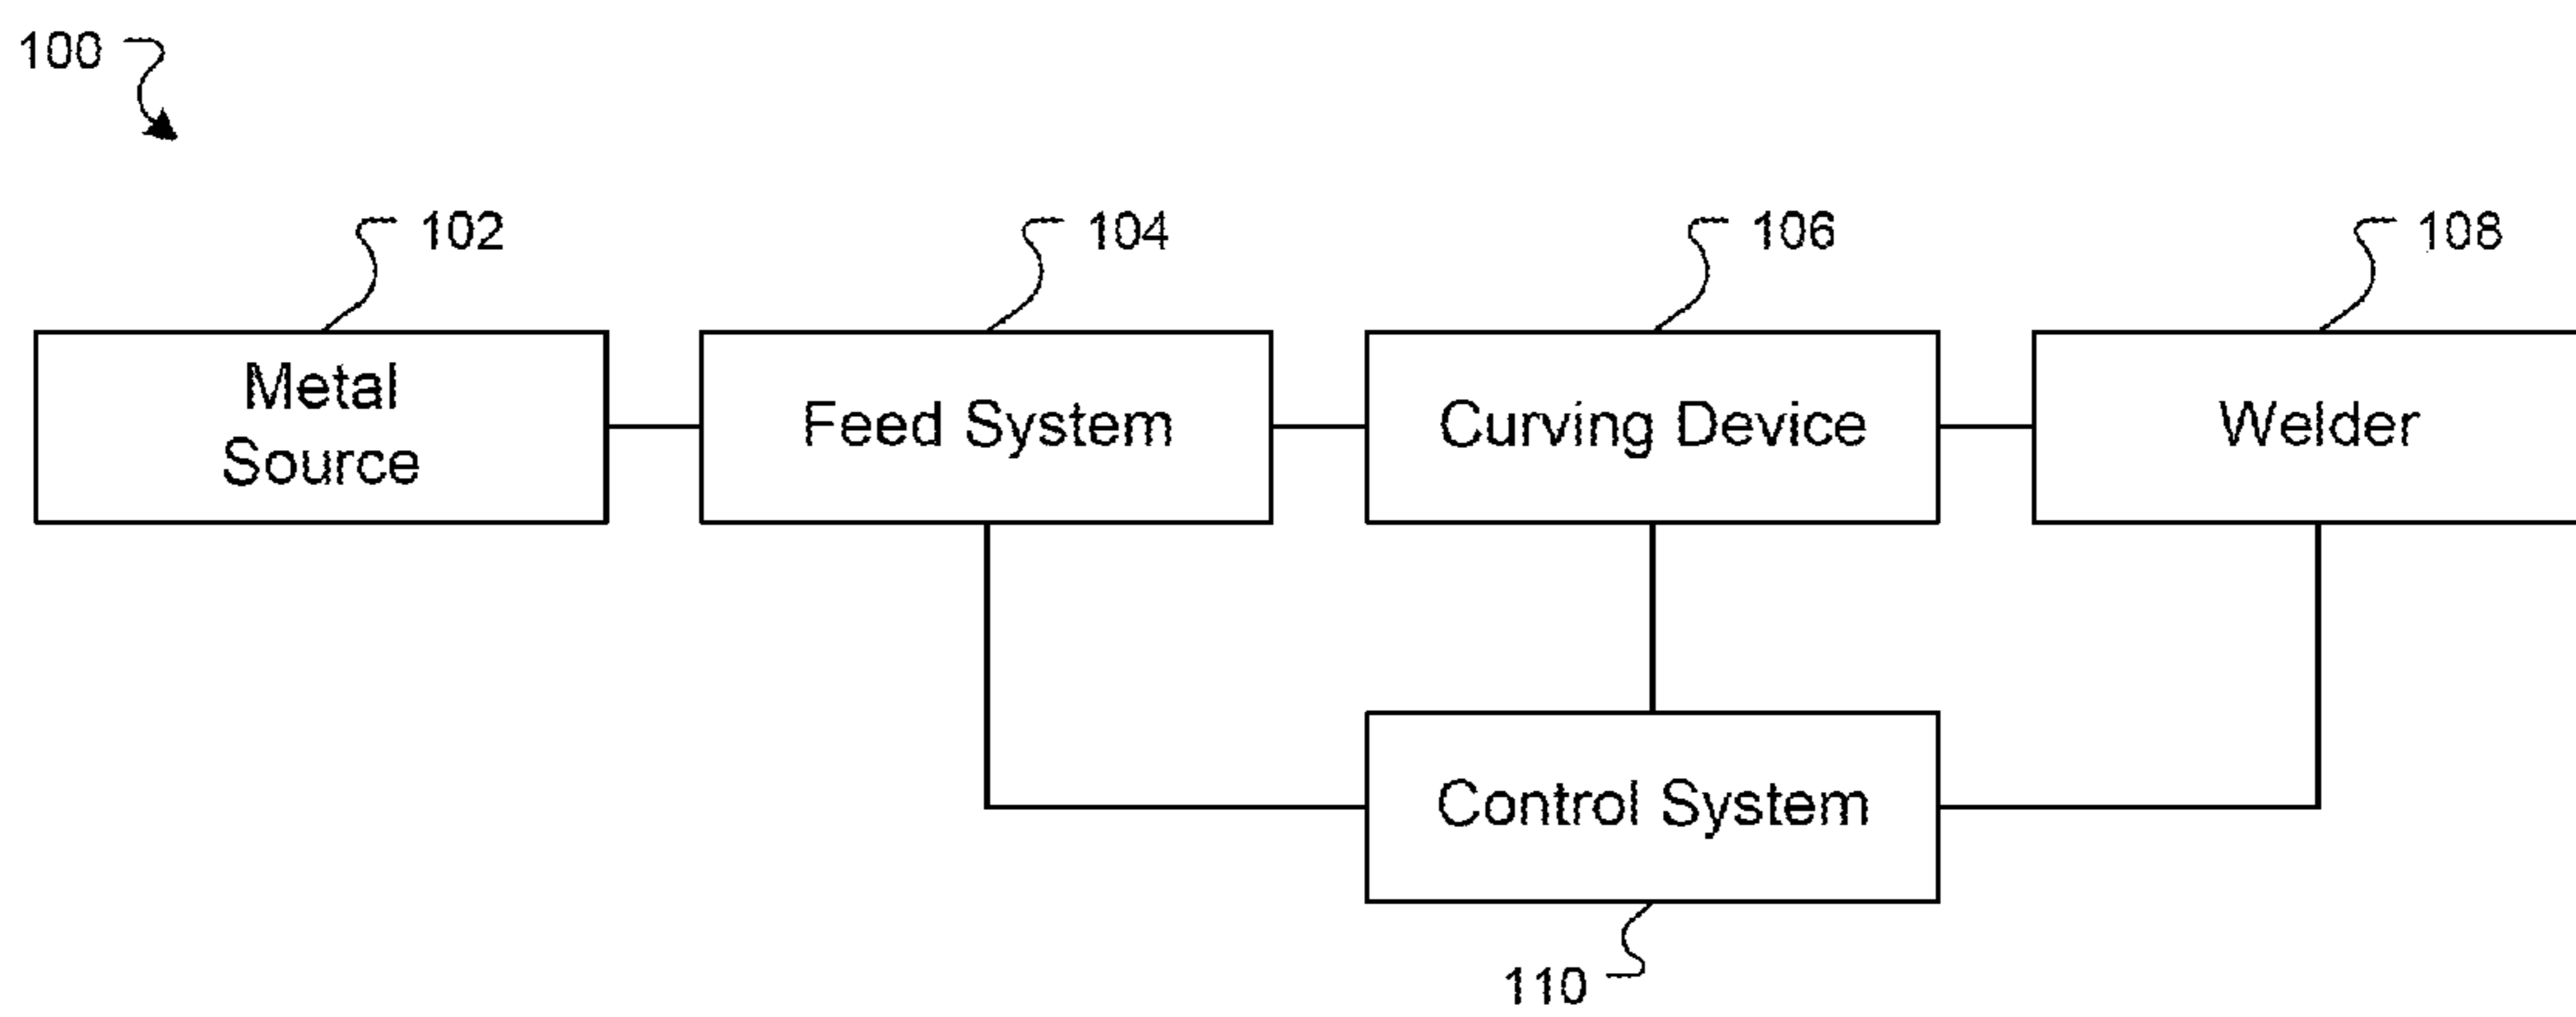 100
102
104
106
108
Metal
Source
Feed System
Curving Device
Welder
Control System
110